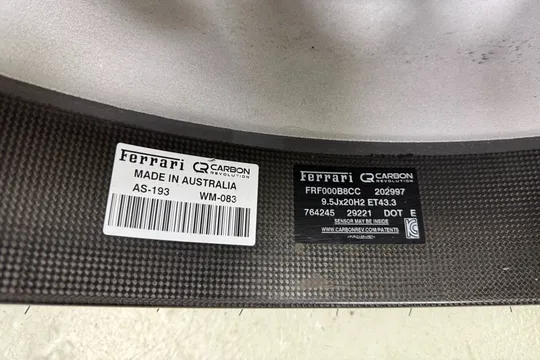 Ferrari CARBON
REVOLUTION
MADE IN AUSTRALIA
AS-193 WM-083
Ferrari CARBON
REVOLUTION
FRF000B8CC 202997
9.5Jx20H2 ET43.3
764245 29221 DOT E
SENSOR MAY BE INSIDE
WWW.CARBONREV.COM/PATENTS